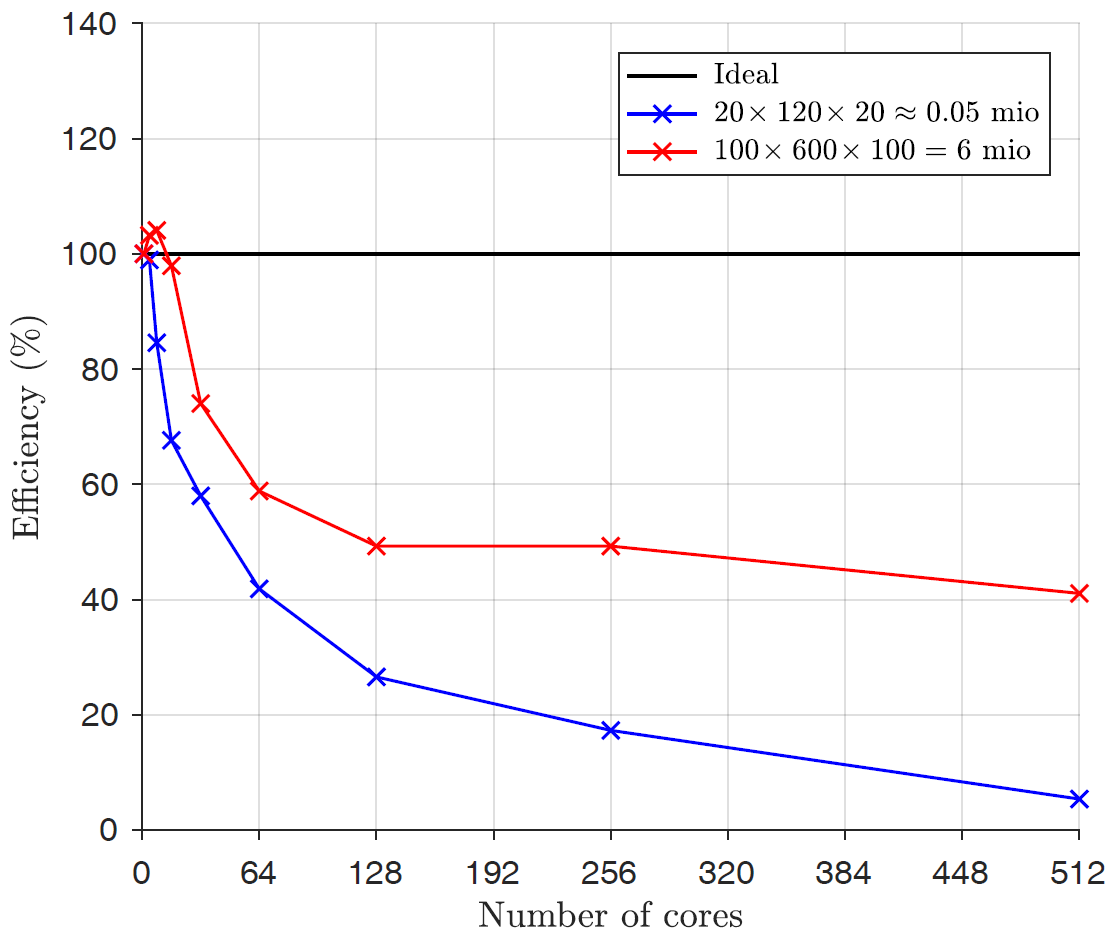 140
120
100
80
60
40
20
0
Efficiency (%)
Ideal
20× 120× 20 ≈ 0.05 mio
100× 600× 100 = 6 mio
0 64 128 192 256 320 384 448 512
Number of cores